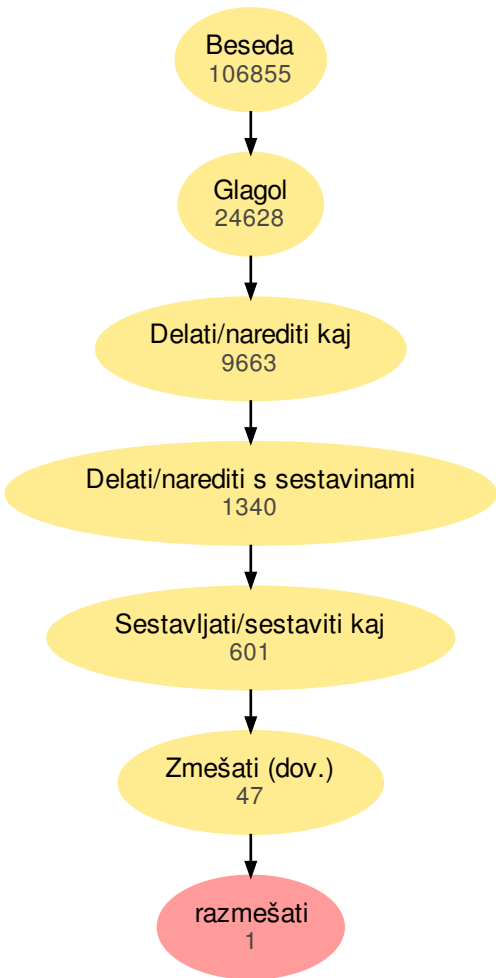 Beseda
106855
Glagol
24628
Delati/narediti kaj
9663
Delati/narediti s sestavinami
1340
Sestavljati/sestaviti kaj
601
Zmešati (dov.)
47
razmešati
1